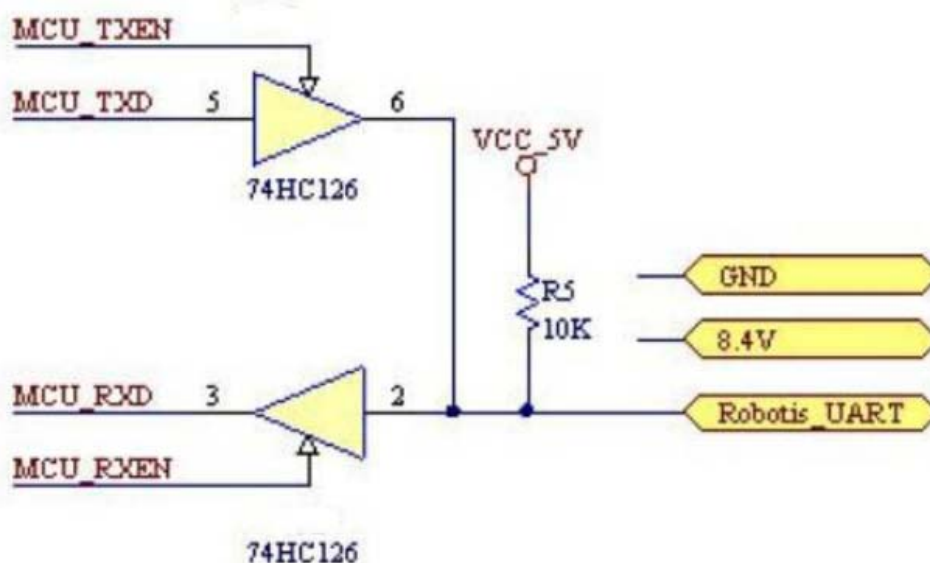 MCU_TXEN
MCU_TXD 5 6
74HC126
VCC_5V
R5
10K
GND
8.4V
MCU_RXD 3 2 Robotis_UART
MCU_RXEN
74HC126